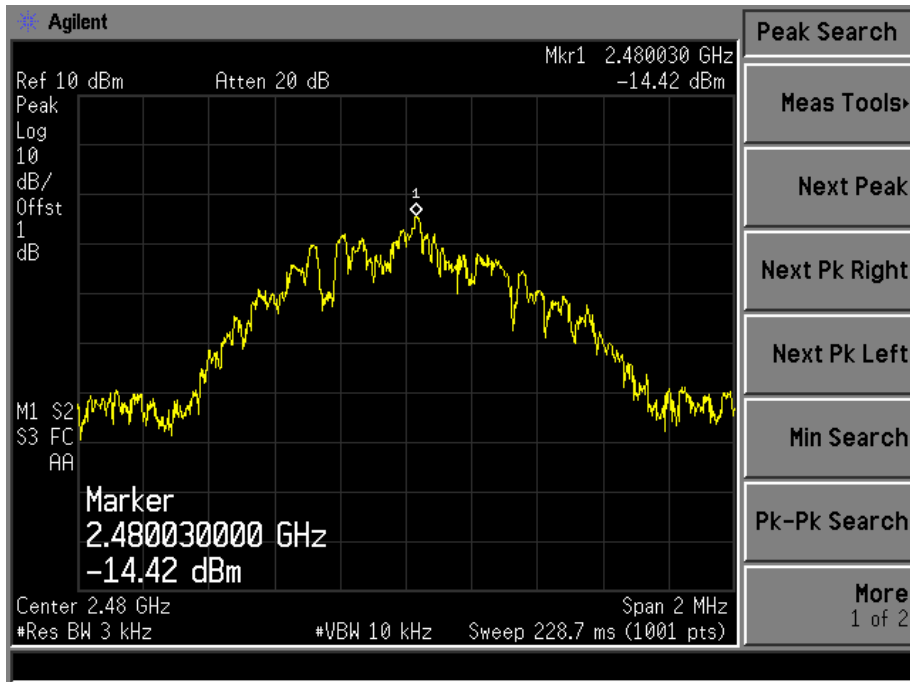 Agilent
Peak Search
Mkr1 2.480030 GHz
Ref 10 dBm Atten 20 dB -14.42 dBm
Peak
Log
10
dB/
Offst
1
dB
1
M1 S2
S3 FC
AA
Marker
2.480030000 GHz
-14.42 dBm
Center 2.48 GHz Span 2 MHz
#Res BW 3 kHz #VBW 10 kHz Sweep 228.7 ms (1001 pts)
Meas Tools
Next Peak
Next Pk Right
Next Pk Left
Min Search
Pk-Pk Search
More
1 of 2